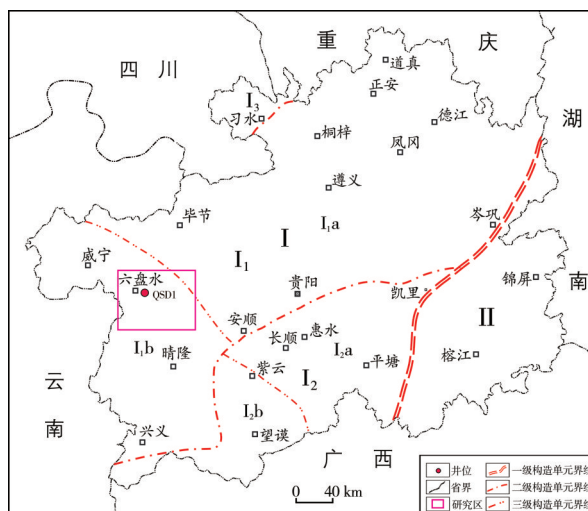 重 庆
四 川
道真
正安
I₃
习水
德江
湖
桐梓
凤冈
遵义
毕节
I₁a
岑巩
I
威宁
I₁
六盘水
QSD1
贵阳
凯里
锦屏
南
安顺
长顺
惠水
II
I₁b
晴隆
I₂a
平塘
榕江
紫云
I₂
云
南
I₂b
望谟
兴义
广 西
0 40 km
井位
一级构造单元界线
省界
二级构造单元界线
研究区
三级构造单元界线